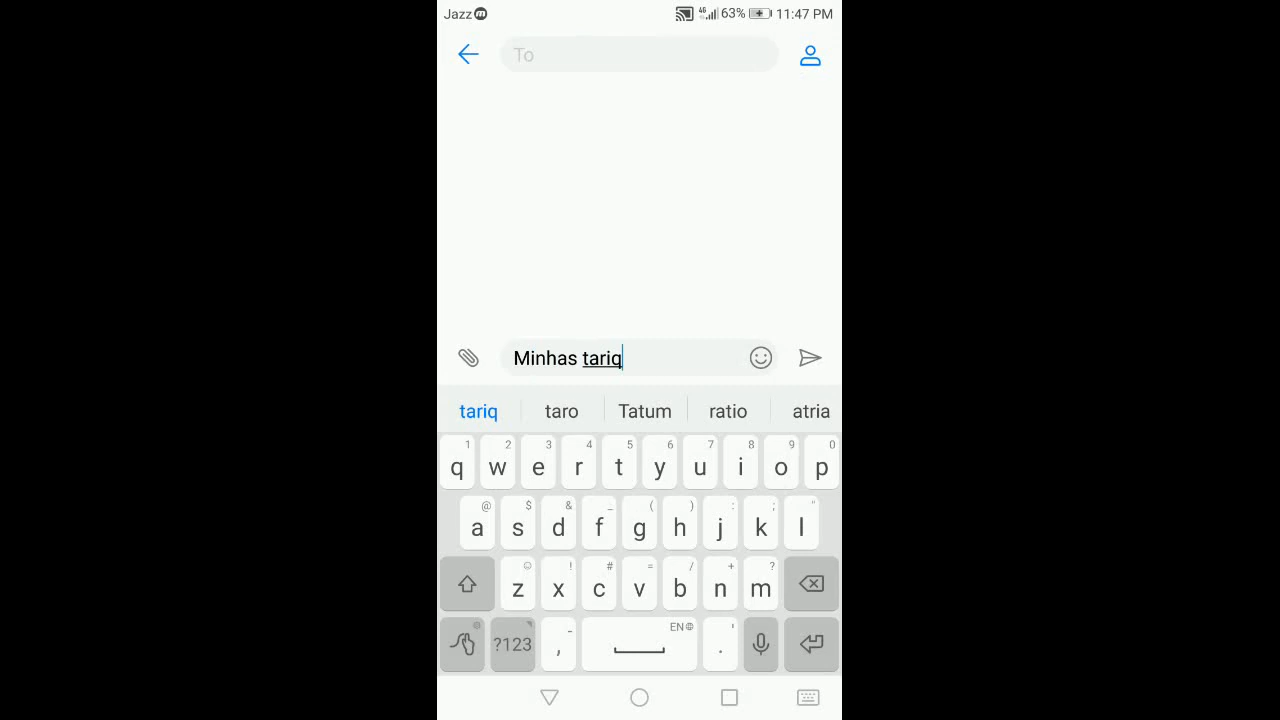 Jazz m 4G 63% 11:47 PM
To
Minhas tariq
tariq taro Tatum ratio atria
1 2 3 4 5 6 7 8 9 0
q w e r t y u i o p
@ $ & _ ( ) : ; "
a s d f g h j k l
! # = / + ?
z x c v b n m
- EN '
?123 , .